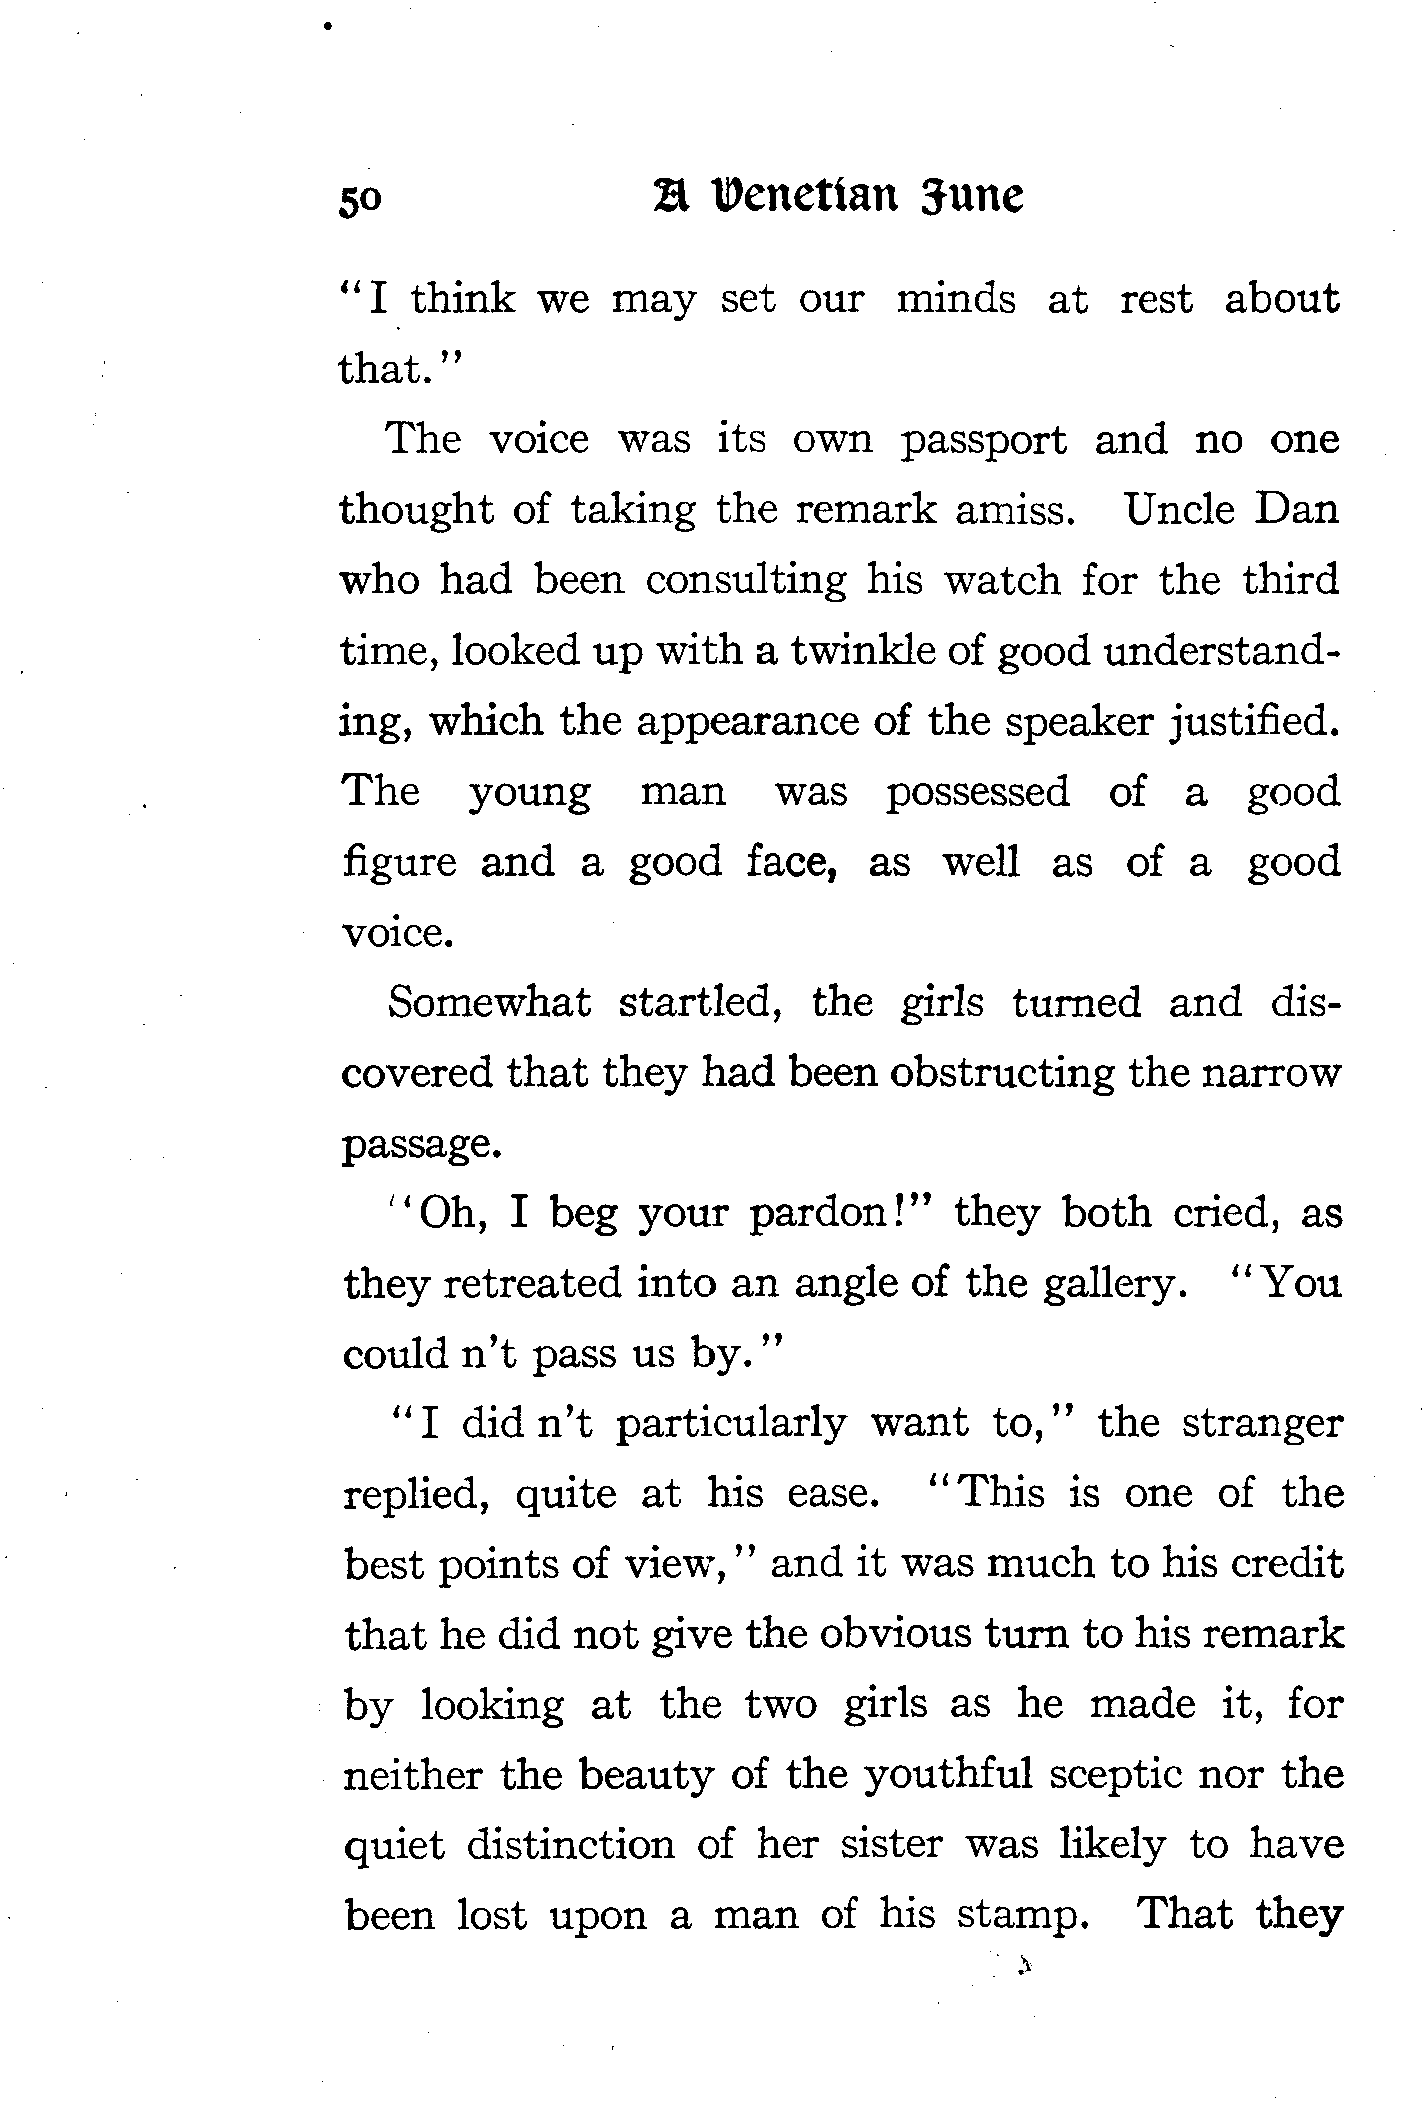 50 A Venetian June
"I think we may set our minds at rest about
that."
The voice was its own passport and no one
thought of taking the remark amiss. Uncle Dan
who had been consulting his watch for the third
time, looked up with a twinkle of good understand-
ing, which the appearance of the speaker justified.
The young man was possessed of a good
figure and a good face, as well as of a good
voice.
Somewhat startled, the girls turned and dis-
covered that they had been obstructing the narrow
passage.
"Oh, I beg your pardon!" they both cried, as
they retreated into an angle of the gallery. "You
could n't pass us by."
"I did n't particularly want to," the stranger
replied, quite at his ease. "This is one of the
best points of view," and it was much to his credit
that he did not give the obvious turn to his remark
by looking at the two girls as he made it, for
neither the beauty of the youthful sceptic nor the
quiet distinction of her sister was likely to have
been lost upon a man of his stamp. That they